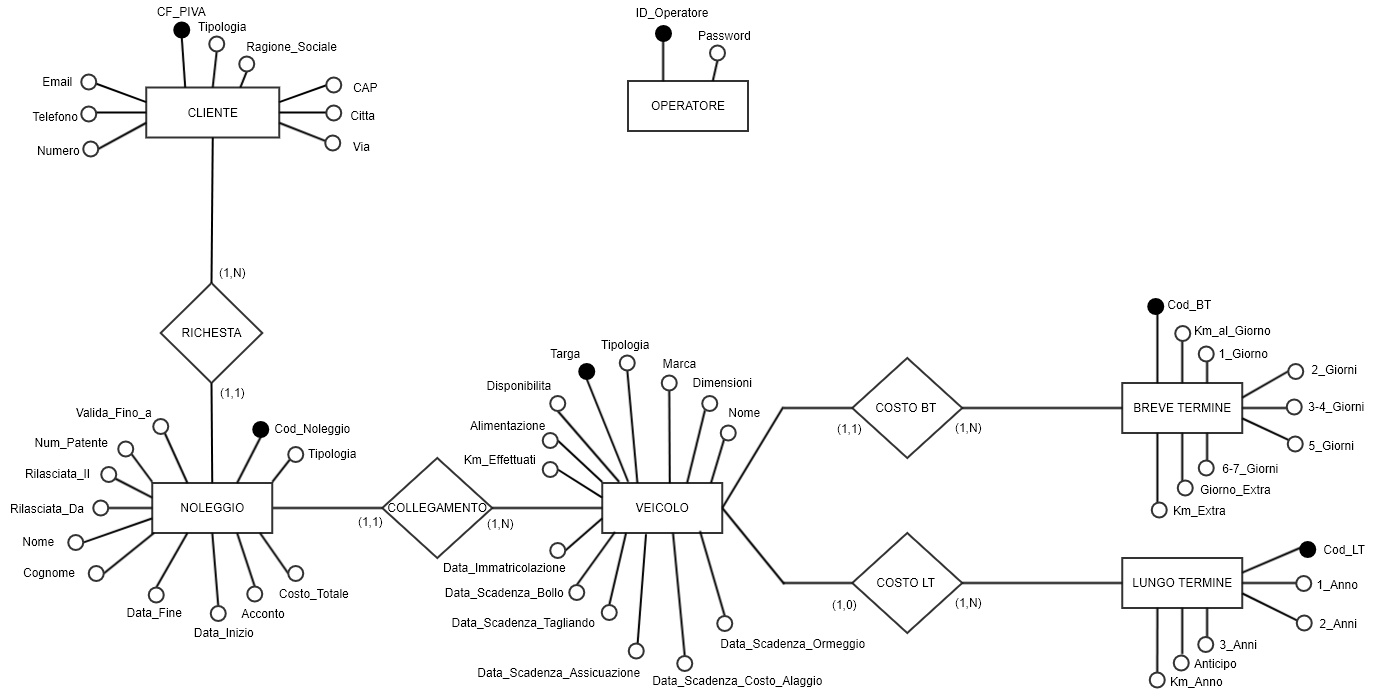 CF_PIVA
Tipologia
Ragione_Sociale
Email
Telefono
Numero
CLIENTE
CAP
Citta
Via
ID_Operatore
Password
OPERATORE
(1,N)
RICHESTA
(1,1)
Valida_Fino_a
Num_Patente
Rilasciata_Il
Rilasciata_Da
Nome
Cognome
Data_Fine
Data_Inizio
Acconto
Costo_Totale
Cod_Noleggio
Tipologia
NOLEGGIO
(1,1)
COLLEGAMENTO
(1,N)
Targa
Tipologia
Marca
Dimensioni
Nome
Disponibilita
Alimentazione
Km_Effettuati
VEICOLO
Data_Immatricolazione
Data_Scadenza_Bollo
Data_Scadenza_Tagliando
Data_Scadenza_Assicuazione
Data_Scadenza_Costo_Alaggio
Data_Scadenza_Ormeggio
(1,1)
COSTO BT
(1,N)
Cod_BT
Km_al_Giorno
1_Giorno
2_Giorni
3-4_Giorni
5_Giorni
BREVE TERMINE
6-7_Giorni
Giorno_Extra
Km_Extra
(1,0)
COSTO LT
(1,N)
LUNGO TERMINE
Cod_LT
1_Anno
2_Anni
3_Anni
Anticipo
Km_Anno